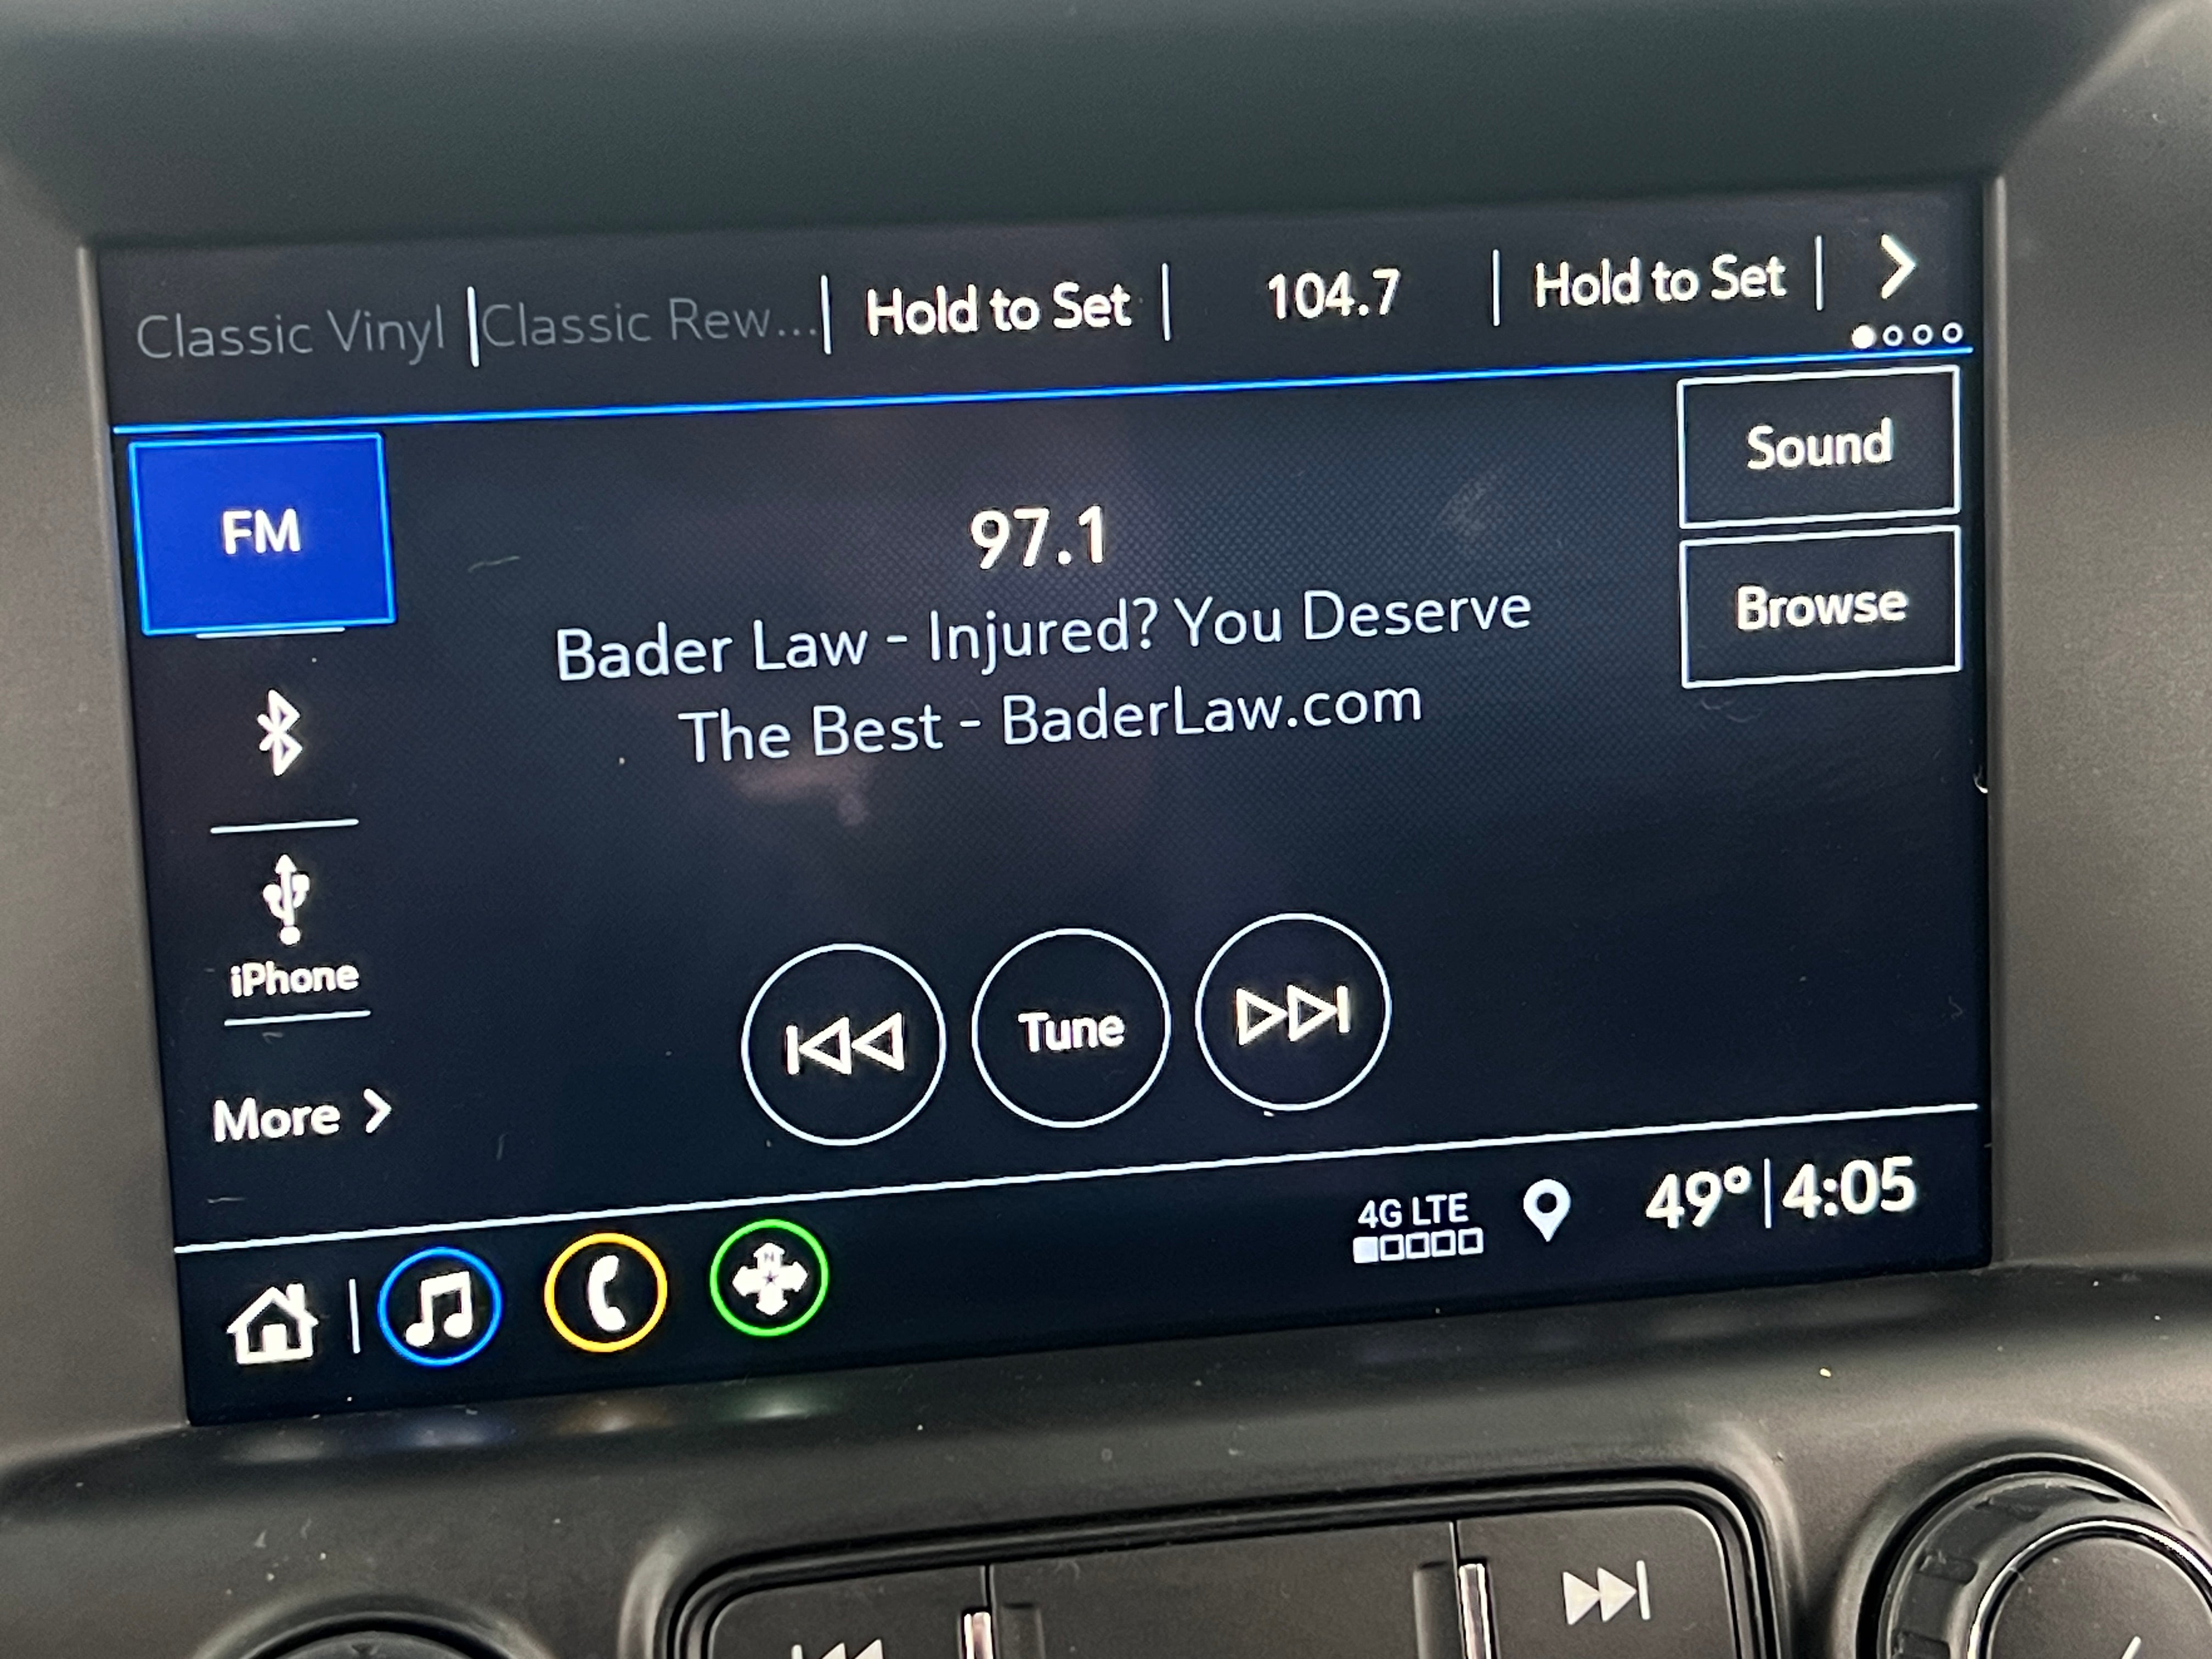 Classic Vinyl | Classic Rew... | Hold to Set | 104.7 | Hold to Set |
FM
Sound
97.1
Browse
Bader Law - Injured? You Deserve
The Best - BaderLaw.com
iPhone
Tune
More >
4G LTE
49° | 4:05
N